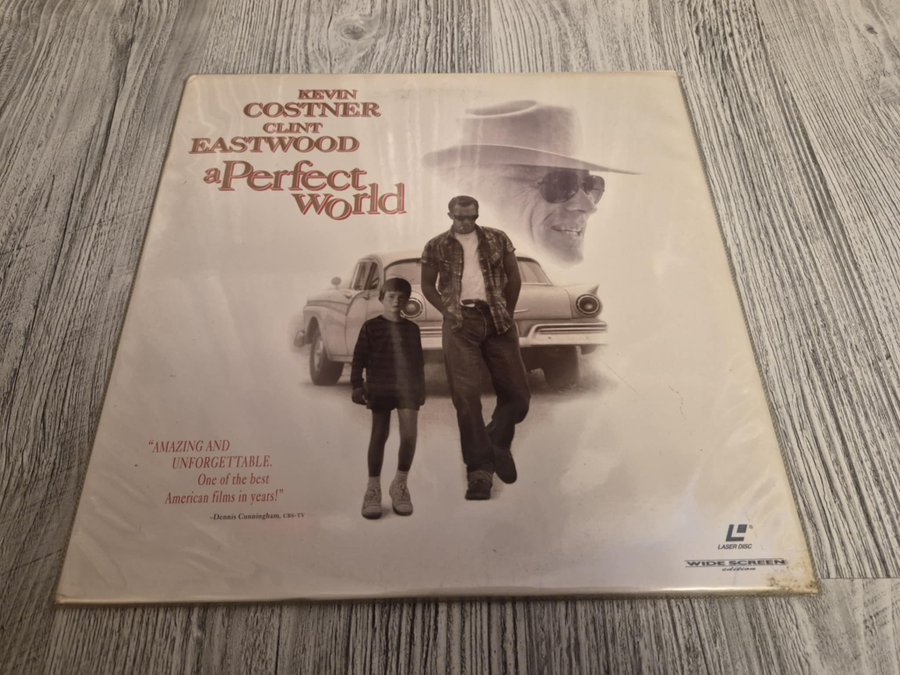 KEVIN
COSTNER
CLINT
EASTWOOD
a Perfect
world
"AMAZING AND
UNFORGETTABLE.
One of the best
American films in years!"
-Dennis Cunningham, CBS-TV
LASER DISC
WIDE SCREEN
edition